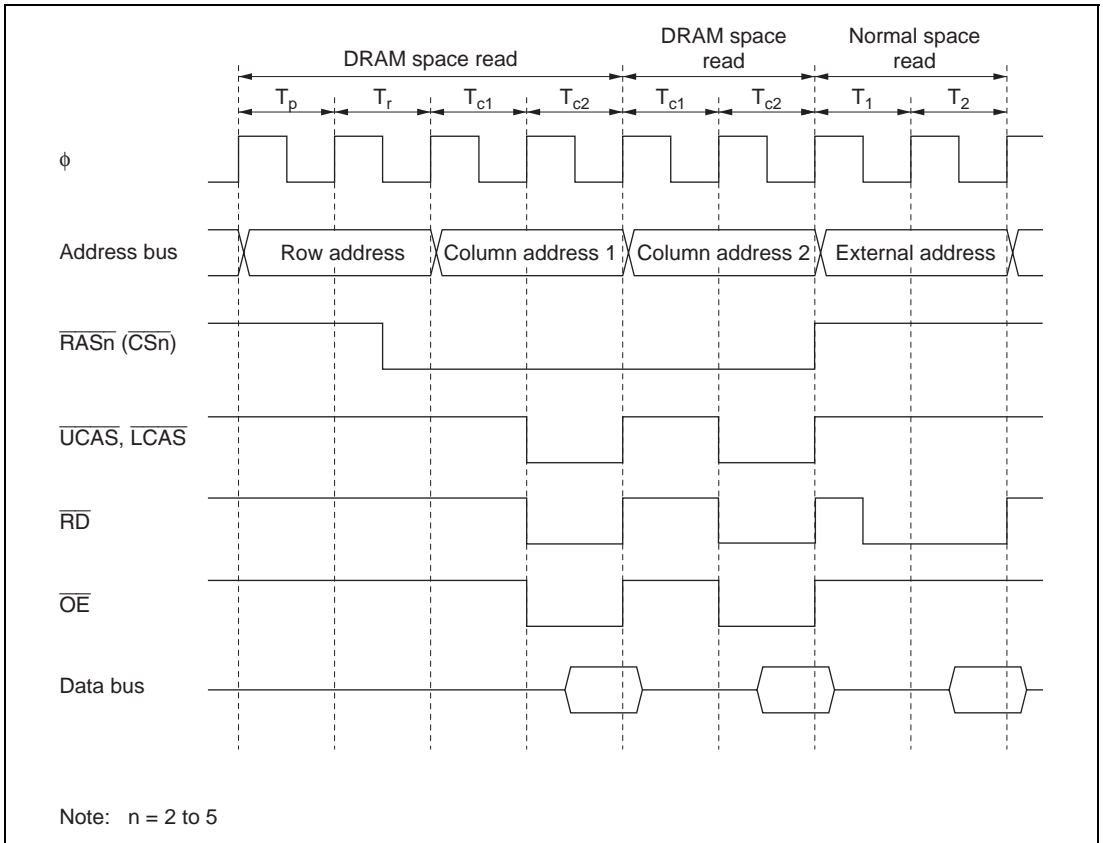 DRAM space read
DRAM space
read
Normal space
read
Tp Tr Tc1 Tc2 Tc1 Tc2 T1 T2
ϕ
Address bus
Row address Column address 1 Column address 2 External address
RASn (CSn)
UCAS, LCAS
RD
OE
Data bus
Note: n = 2 to 5